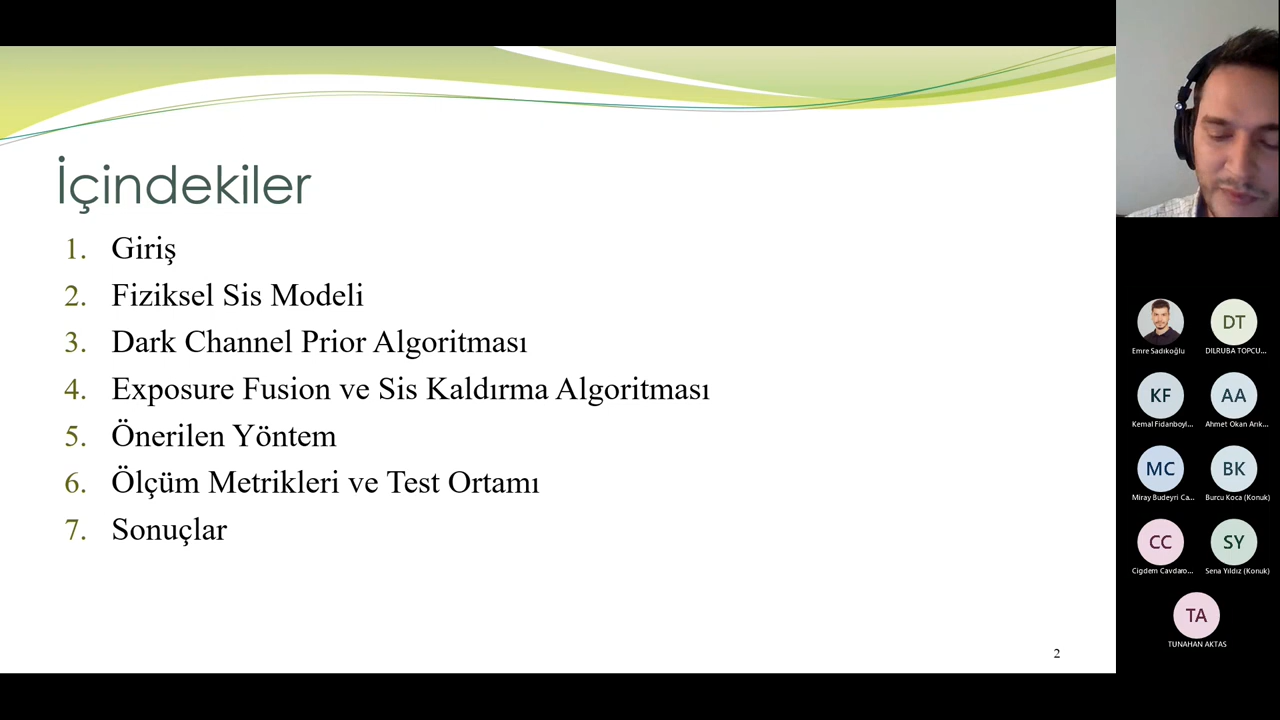 İçindekiler
1. Giriş
2. Fiziksel Sis Modeli
3. Dark Channel Prior Algoritması
4. Exposure Fusion ve Sis Kaldırma Algoritması
5. Önerilen Yöntem
6. Ölçüm Metrikleri ve Test Ortamı
7. Sonuçlar
2
Emre Sadıkoğlu
DT
DILRUBA TOPCU...
KF
Kemal Fidanboyl...
AA
Ahmet Okan Arık...
MC
Miray Budeyri Ca...
BK
Burcu Koca (Konuk)
CC
Cigdem Cavdaro...
SY
Sena Yıldız (Konuk)
TA
TUNAHAN AKTAS